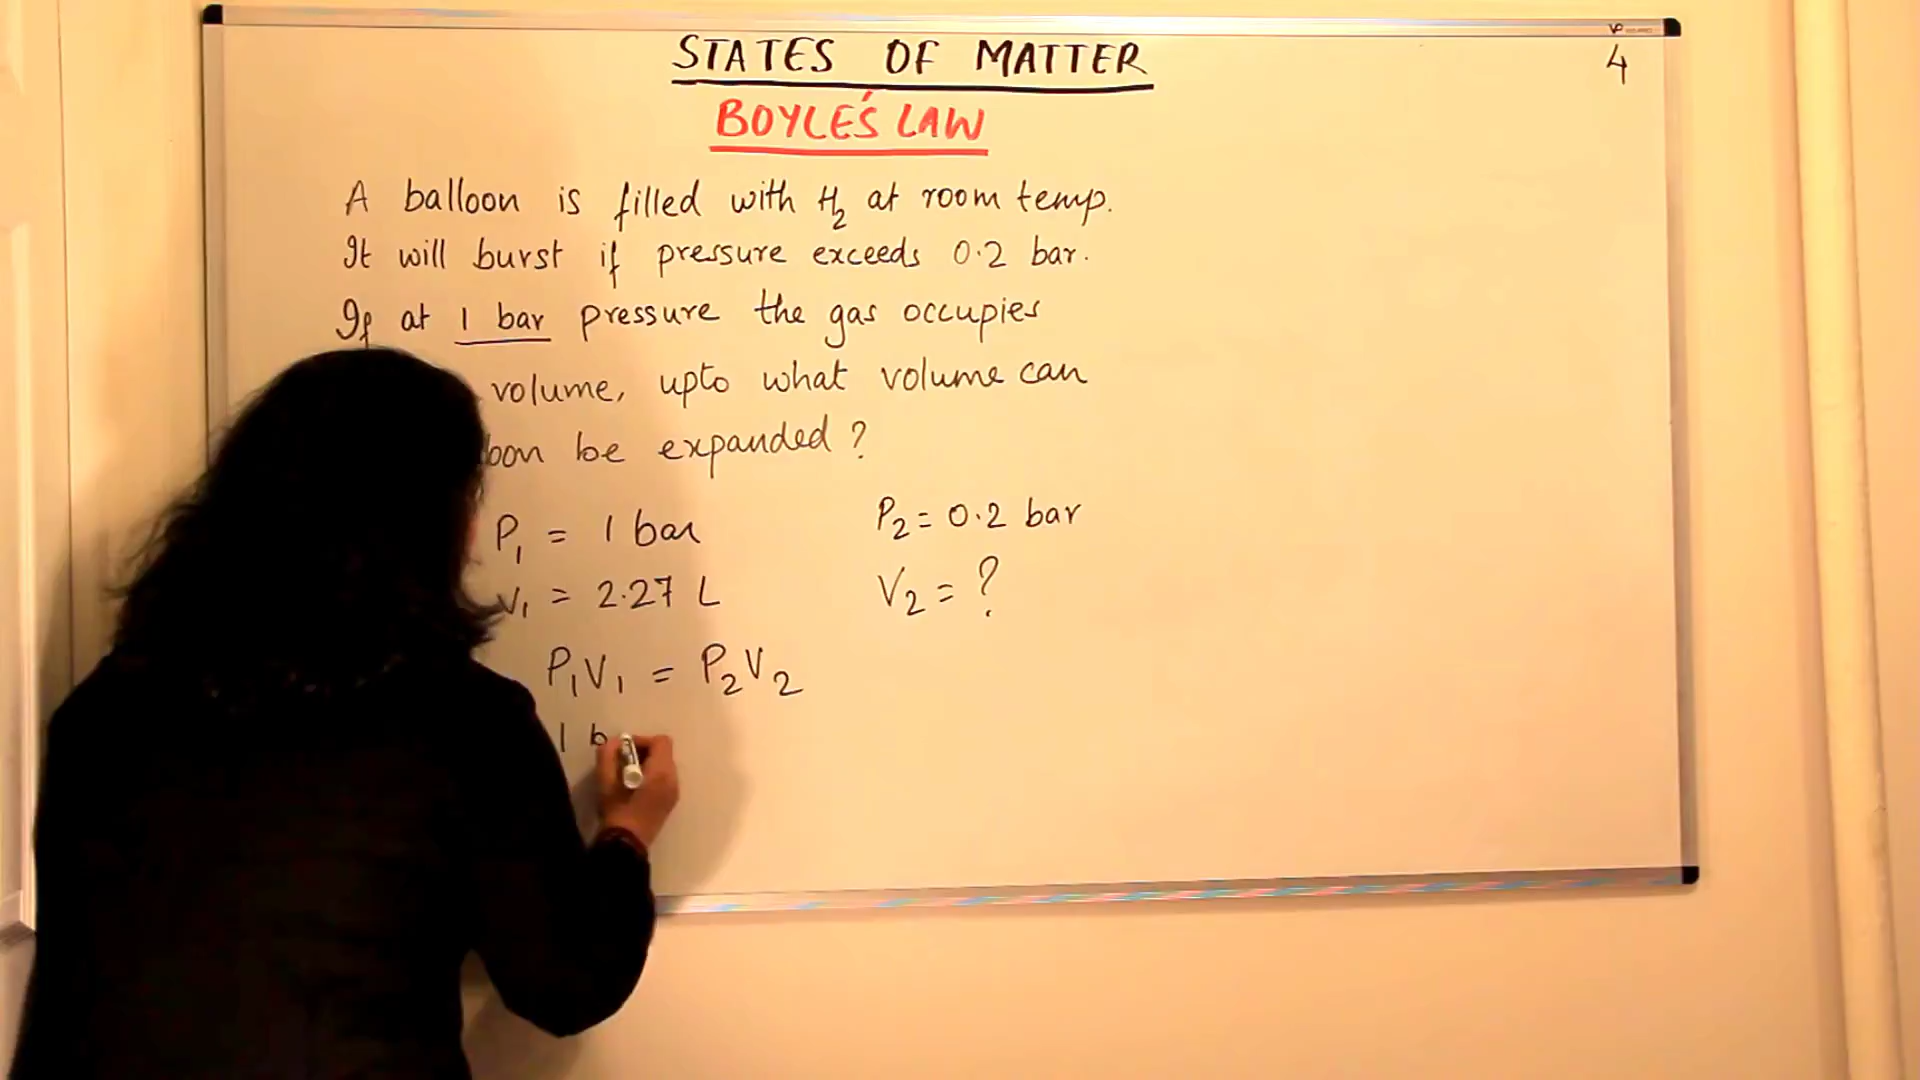 STATES OF MATTER
4
BOYLE'S LAW
A balloon is filled with H2 at room temp.
It will burst if pressure exceeds 0.2 bar.
If at 1 bar pressure the gas occupies
volume, upto what volume can
oon be expanded?
P1 = 1 bar
P2 = 0.2 bar
V1 = 2.27 L
V2 = ?
P1V1 = P2V2
1 b